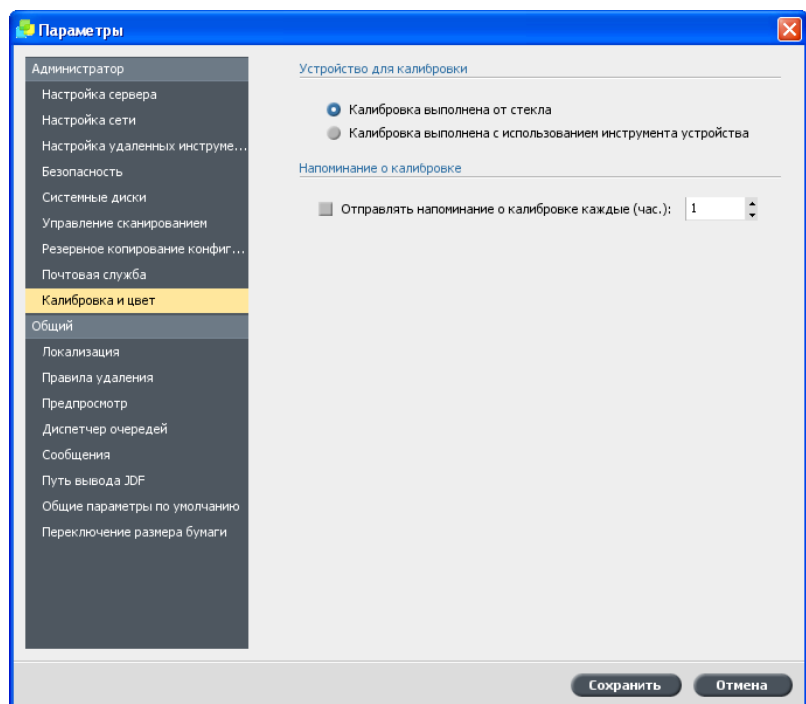 Параметры
Администратор
Настройка сервера
Настройка сети
Настройка удаленных инструме...
Безопасность
Системные диски
Управление сканированием
Резервное копирование конфиг...
Почтовая служба
Калибровка и цвет
Общий
Локализация
Правила удаления
Предпросмотр
Диспетчер очередей
Сообщения
Путь вывода JDF
Общие параметры по умолчанию
Переключение размера бумаги
Устройство для калибровки
Калибровка выполнена от стекла
Калибровка выполнена с использованием инструмента устройства
Напоминание о калибровке
Отправлять напоминание о калибровке каждые (час.): 1
Сохранить Отмена